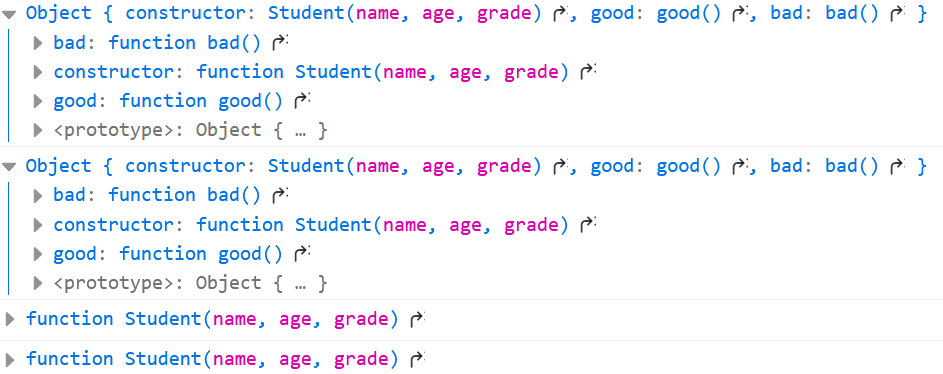 Object { constructor: Student(name, age, grade), good: good(), bad: bad() }
bad: function bad()
constructor: function Student(name, age, grade)
good: function good()
<prototype>: Object { … }
Object { constructor: Student(name, age, grade), good: good(), bad: bad() }
bad: function bad()
constructor: function Student(name, age, grade)
good: function good()
<prototype>: Object { … }
function Student(name, age, grade)
function Student(name, age, grade)